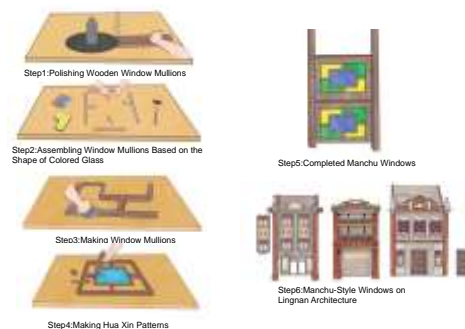 Step1:Polishing Wooden Window Mullions
Step2:Assembling Window Mullions Based on the
Shape of Colored Glass
Step3:Making Window Mullions
Step4:Making Hua Xin Patterns
Step5:Completed Manchu Windows
Step6:Manchu-Style Windows on
Lingnan Architecture